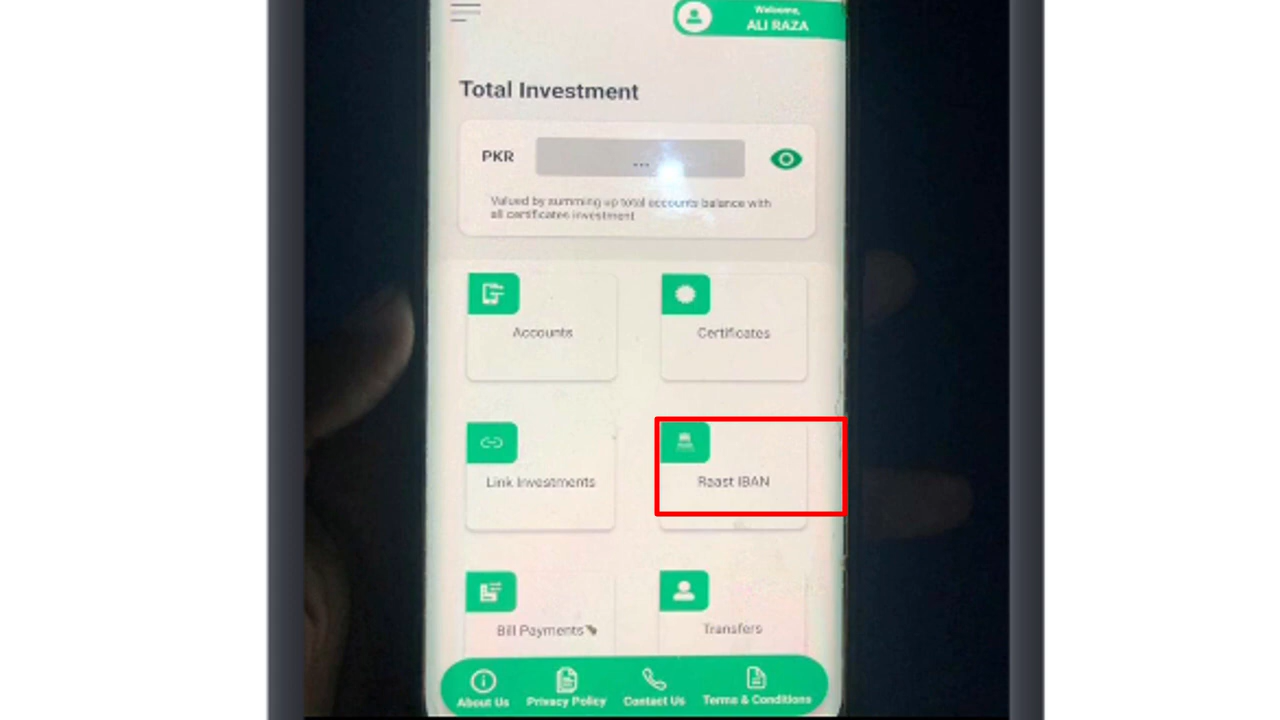 Welcome,
ALI RAZA
Total Investment
PKR
...
Valued by summing up total accounts balance with
all certificates investment
Accounts
Certificates
Link Investments
Raast IBAN
Bill Payments
Transfers
About Us
Privacy Policy
Contact Us
Terms & Conditions